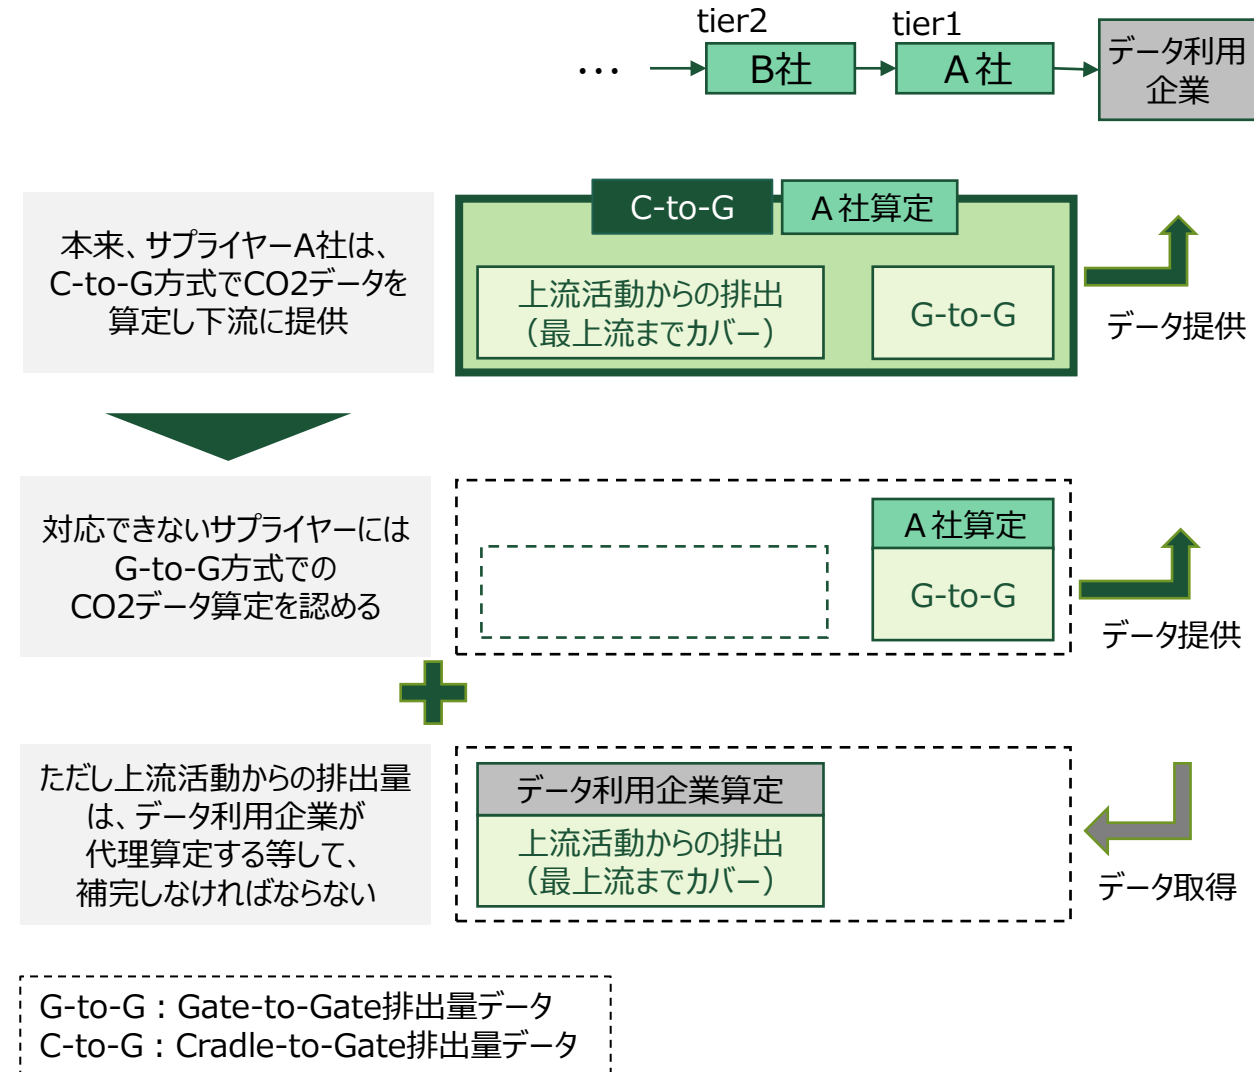 tier2
tier1
…
B社
A社
データ利用
企業
本来、サプライヤーA社は、
C-to-G方式でCO2データを
算定し下流に提供
C-to-G
A社算定
上流活動からの排出
（最上流までカバー）
G-to-G
データ提供
対応できないサプライヤーには
G-to-G方式での
CO2データ算定を認める
A社算定
G-to-G
データ提供
ただし上流活動からの排出量
は、データ利用企業が
代理算定する等して、
補完しなければならない
データ利用企業算定
上流活動からの排出
（最上流までカバー）
データ取得
G-to-G：Gate-to-Gate排出量データ
C-to-G：Cradle-to-Gate排出量データ